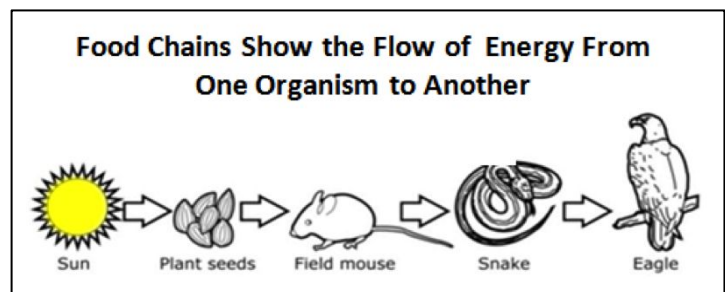 Food Chains Show the Flow of Energy From
One Organism to Another
Sun Plant seeds Field mouse Snake Eagle